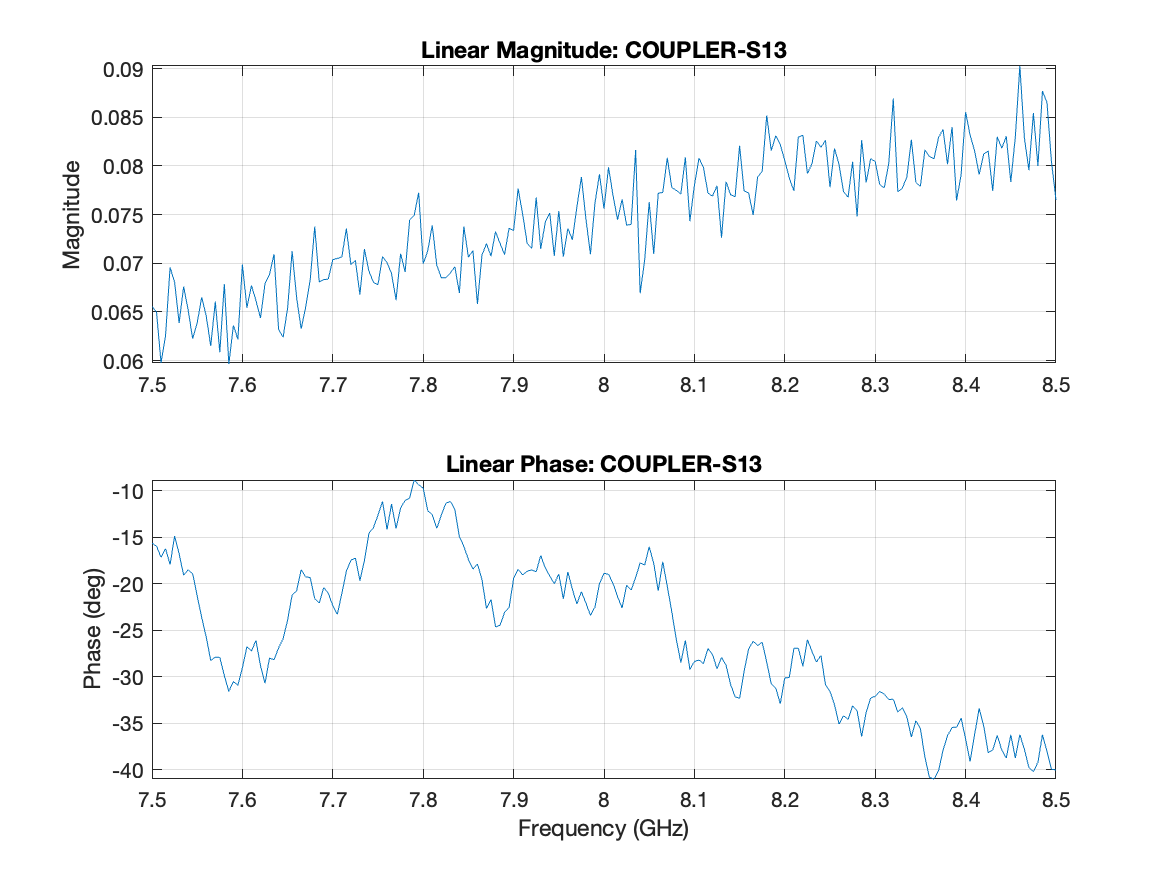 Linear Magnitude: COUPLER-S13
0.09
0.085
0.08
0.075
0.07
0.065
0.06
Magnitude
7.5 7.6 7.7 7.8 7.9 8 8.1 8.2 8.3 8.4 8.5
Linear Phase: COUPLER-S13
-10
-15
-20
-25
-30
-35
-40
Phase (deg)
7.5 7.6 7.7 7.8 7.9 8 8.1 8.2 8.3 8.4 8.5
Frequency (GHz)